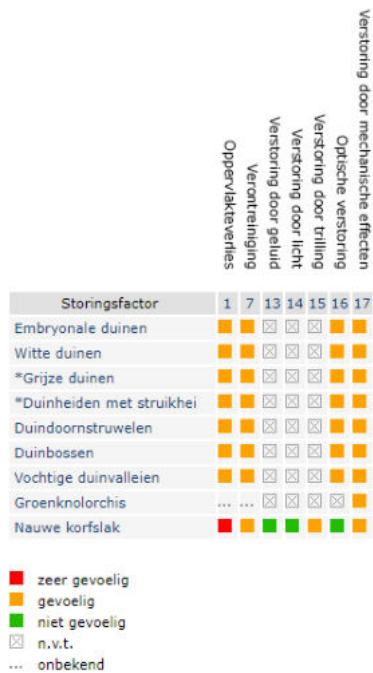 Oppervlakteverlies
Verontreiniging
Verstoring door geluid
Verstoring door licht
Verstoring door trilling
Optische verstoring
Verstoring door mechanische effecten
Storingsfactor 1 7 13 14 15 16 17
Embryonale duinen
Witte duinen
*Grijze duinen
*Duinheiden met struikhei
Duindoornstruwelen
Duinbossen
Vochtige duinvalleien
Groenknolorchis ... ...
Nauwe korfslak
zeer gevoelig
gevoelig
niet gevoelig
n.v.t.
... onbekend